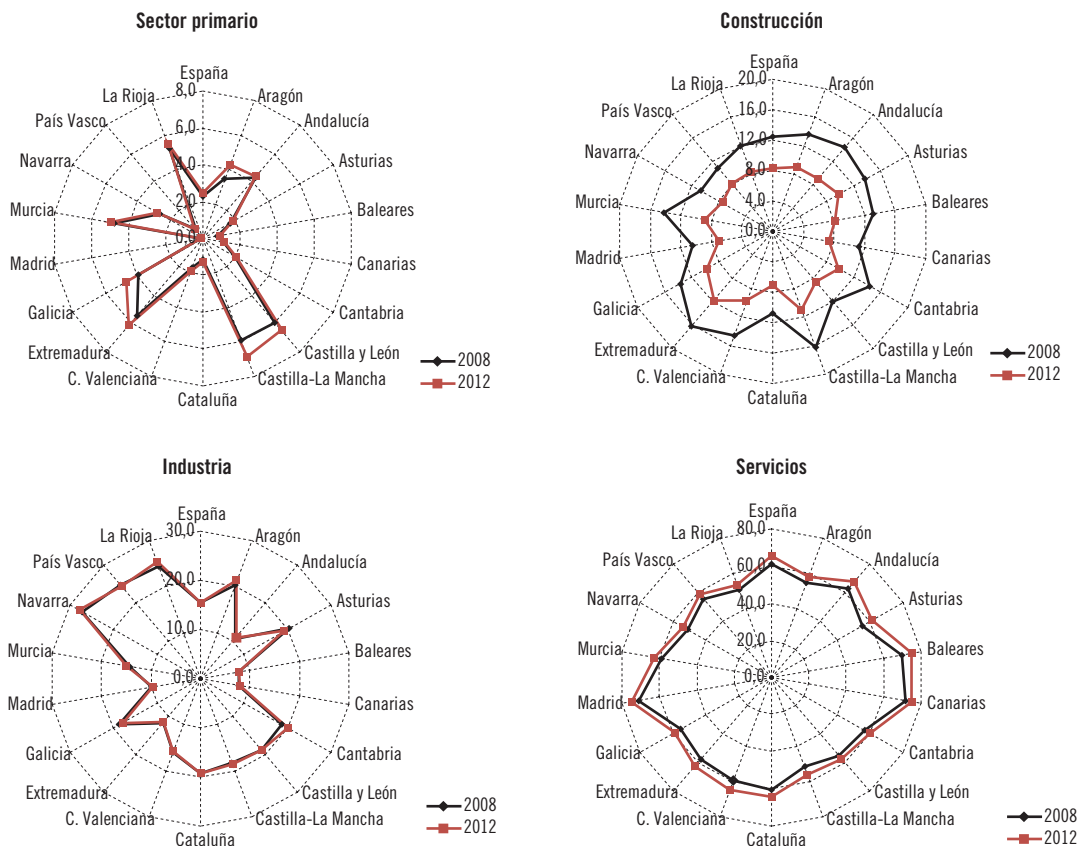 Sector primario
España
Aragón
Andalucía
Asturias
Baleares
Canarias
Cantabria
Castilla y León
Castilla-La Mancha
Cataluña
C. Valenciana
Extremadura
Galicia
Madrid
Murcia
Navarra
País Vasco
La Rioja
8,0
6,0
4,0
2,0
0,0
2008
2012
Construcción
España
Aragón
Andalucía
Asturias
Baleares
Canarias
Cantabria
Castilla y León
Castilla-La Mancha
Cataluña
C. Valenciana
Extremadura
Galicia
Madrid
Murcia
Navarra
País Vasco
La Rioja
20,0
16,0
12,0
8,0
4,0
0,0
2008
2012
Industria
España
Aragón
Andalucía
Asturias
Baleares
Canarias
Cantabria
Castilla y León
Castilla-La Mancha
Cataluña
C. Valenciana
Extremadura
Galicia
Madrid
Murcia
Navarra
País Vasco
La Rioja
30,0
20,0
10,0
0,0
2008
2012
Servicios
España
Aragón
Andalucía
Asturias
Baleares
Canarias
Cantabria
Castilla y León
Castilla-La Mancha
Cataluña
C. Valenciana
Extremadura
Galicia
Madrid
Murcia
Navarra
País Vasco
La Rioja
80,0
60,0
40,0
20,0
0,0
2008
2012